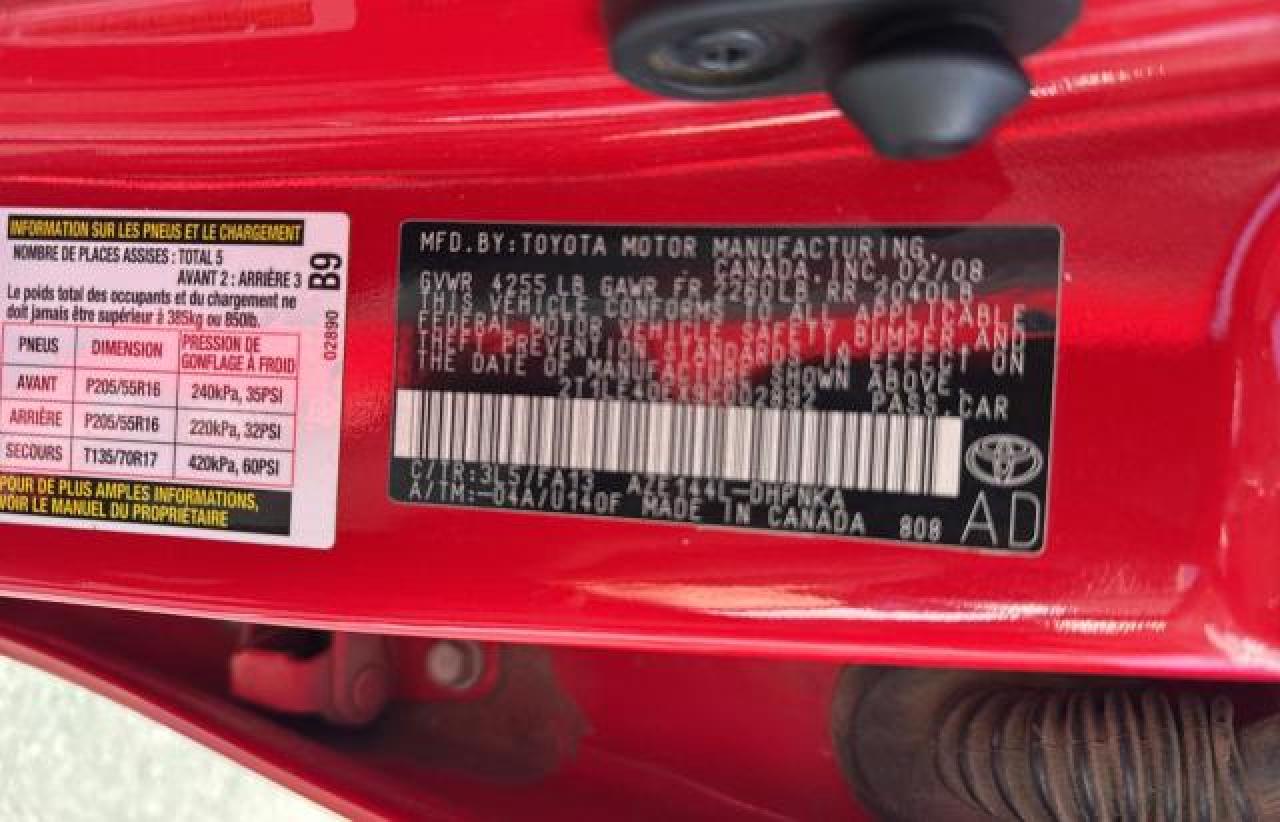 INFORMATION SUR LES PNEUS ET LE CHARGEMENT
NOMBRE DE PLACES ASSISES : TOTAL 5
AVANT 2 : ARRIÈRE 3
Le poids total des occupants et du chargement ne
doit jamais être supérieur à 385kg ou 850lb.
PNEUS DIMENSION PRESSION DE GONFLAGE À FROID
AVANT P205/55R16 240kPa, 35PSI
ARRIÈRE P205/55R16 220kPa, 32PSI
SECOURS T135/70R17 420kPa, 60PSI
POUR DE PLUS AMPLES INFORMATIONS,
VOIR LE MANUEL DU PROPRIÉTAIRE
B9
02890
MFD.BY:TOYOTA MOTOR MANUFACTURING,
CANADA,INC.02/08
GVWR 4255 LB GAWR FR 2260LB RR 2040LB
THIS VEHICLE CONFORMS TO ALL APPLICABLE
FEDERAL MOTOR VEHICLE SAFETY,BUMPER,AND
THEFT PREVENTION STANDARDS IN EFFECT ON
THE DATE OF MANUFACTURE SHOWN ABOVE.
PASS.CAR
C/TR:3L5/FA13 AZE144L-DHPNKA
A/TM:-04A/U140F MADE IN CANADA 808
AD